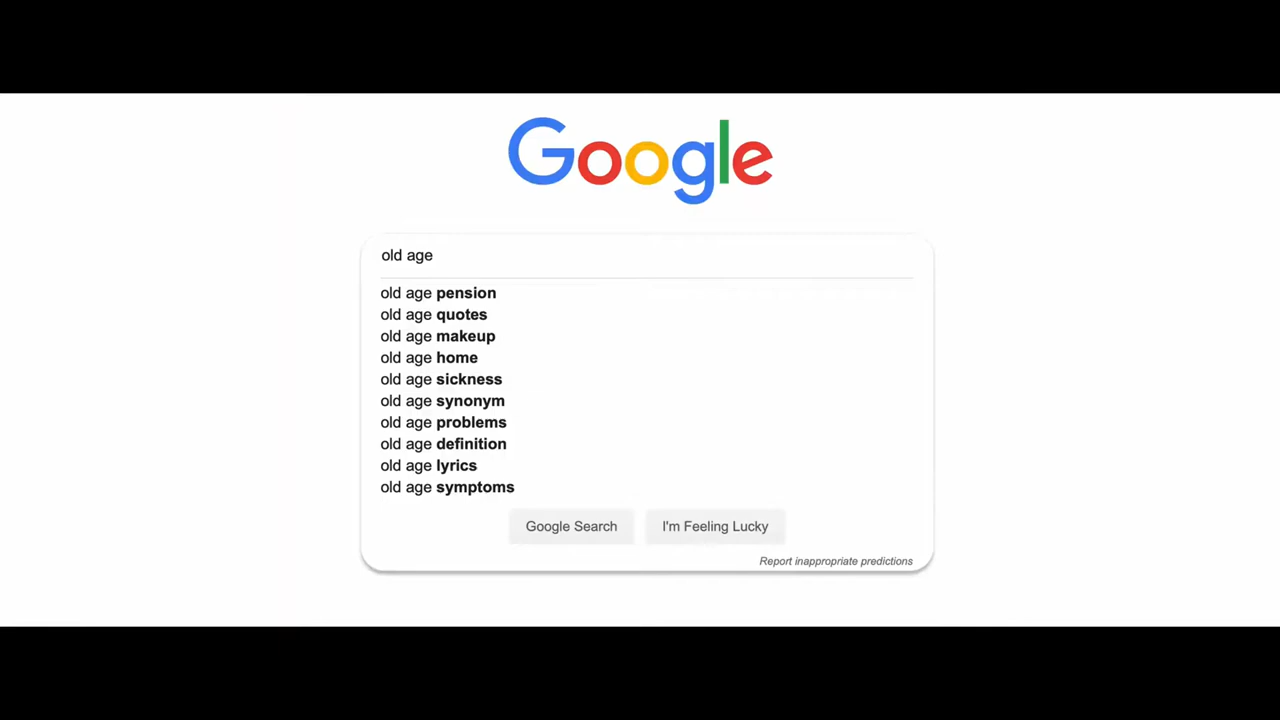 Google
old age
old age pension
old age quotes
old age makeup
old age home
old age sickness
old age synonym
old age problems
old age definition
old age lyrics
old age symptoms
Google Search
I'm Feeling Lucky
Report inappropriate predictions